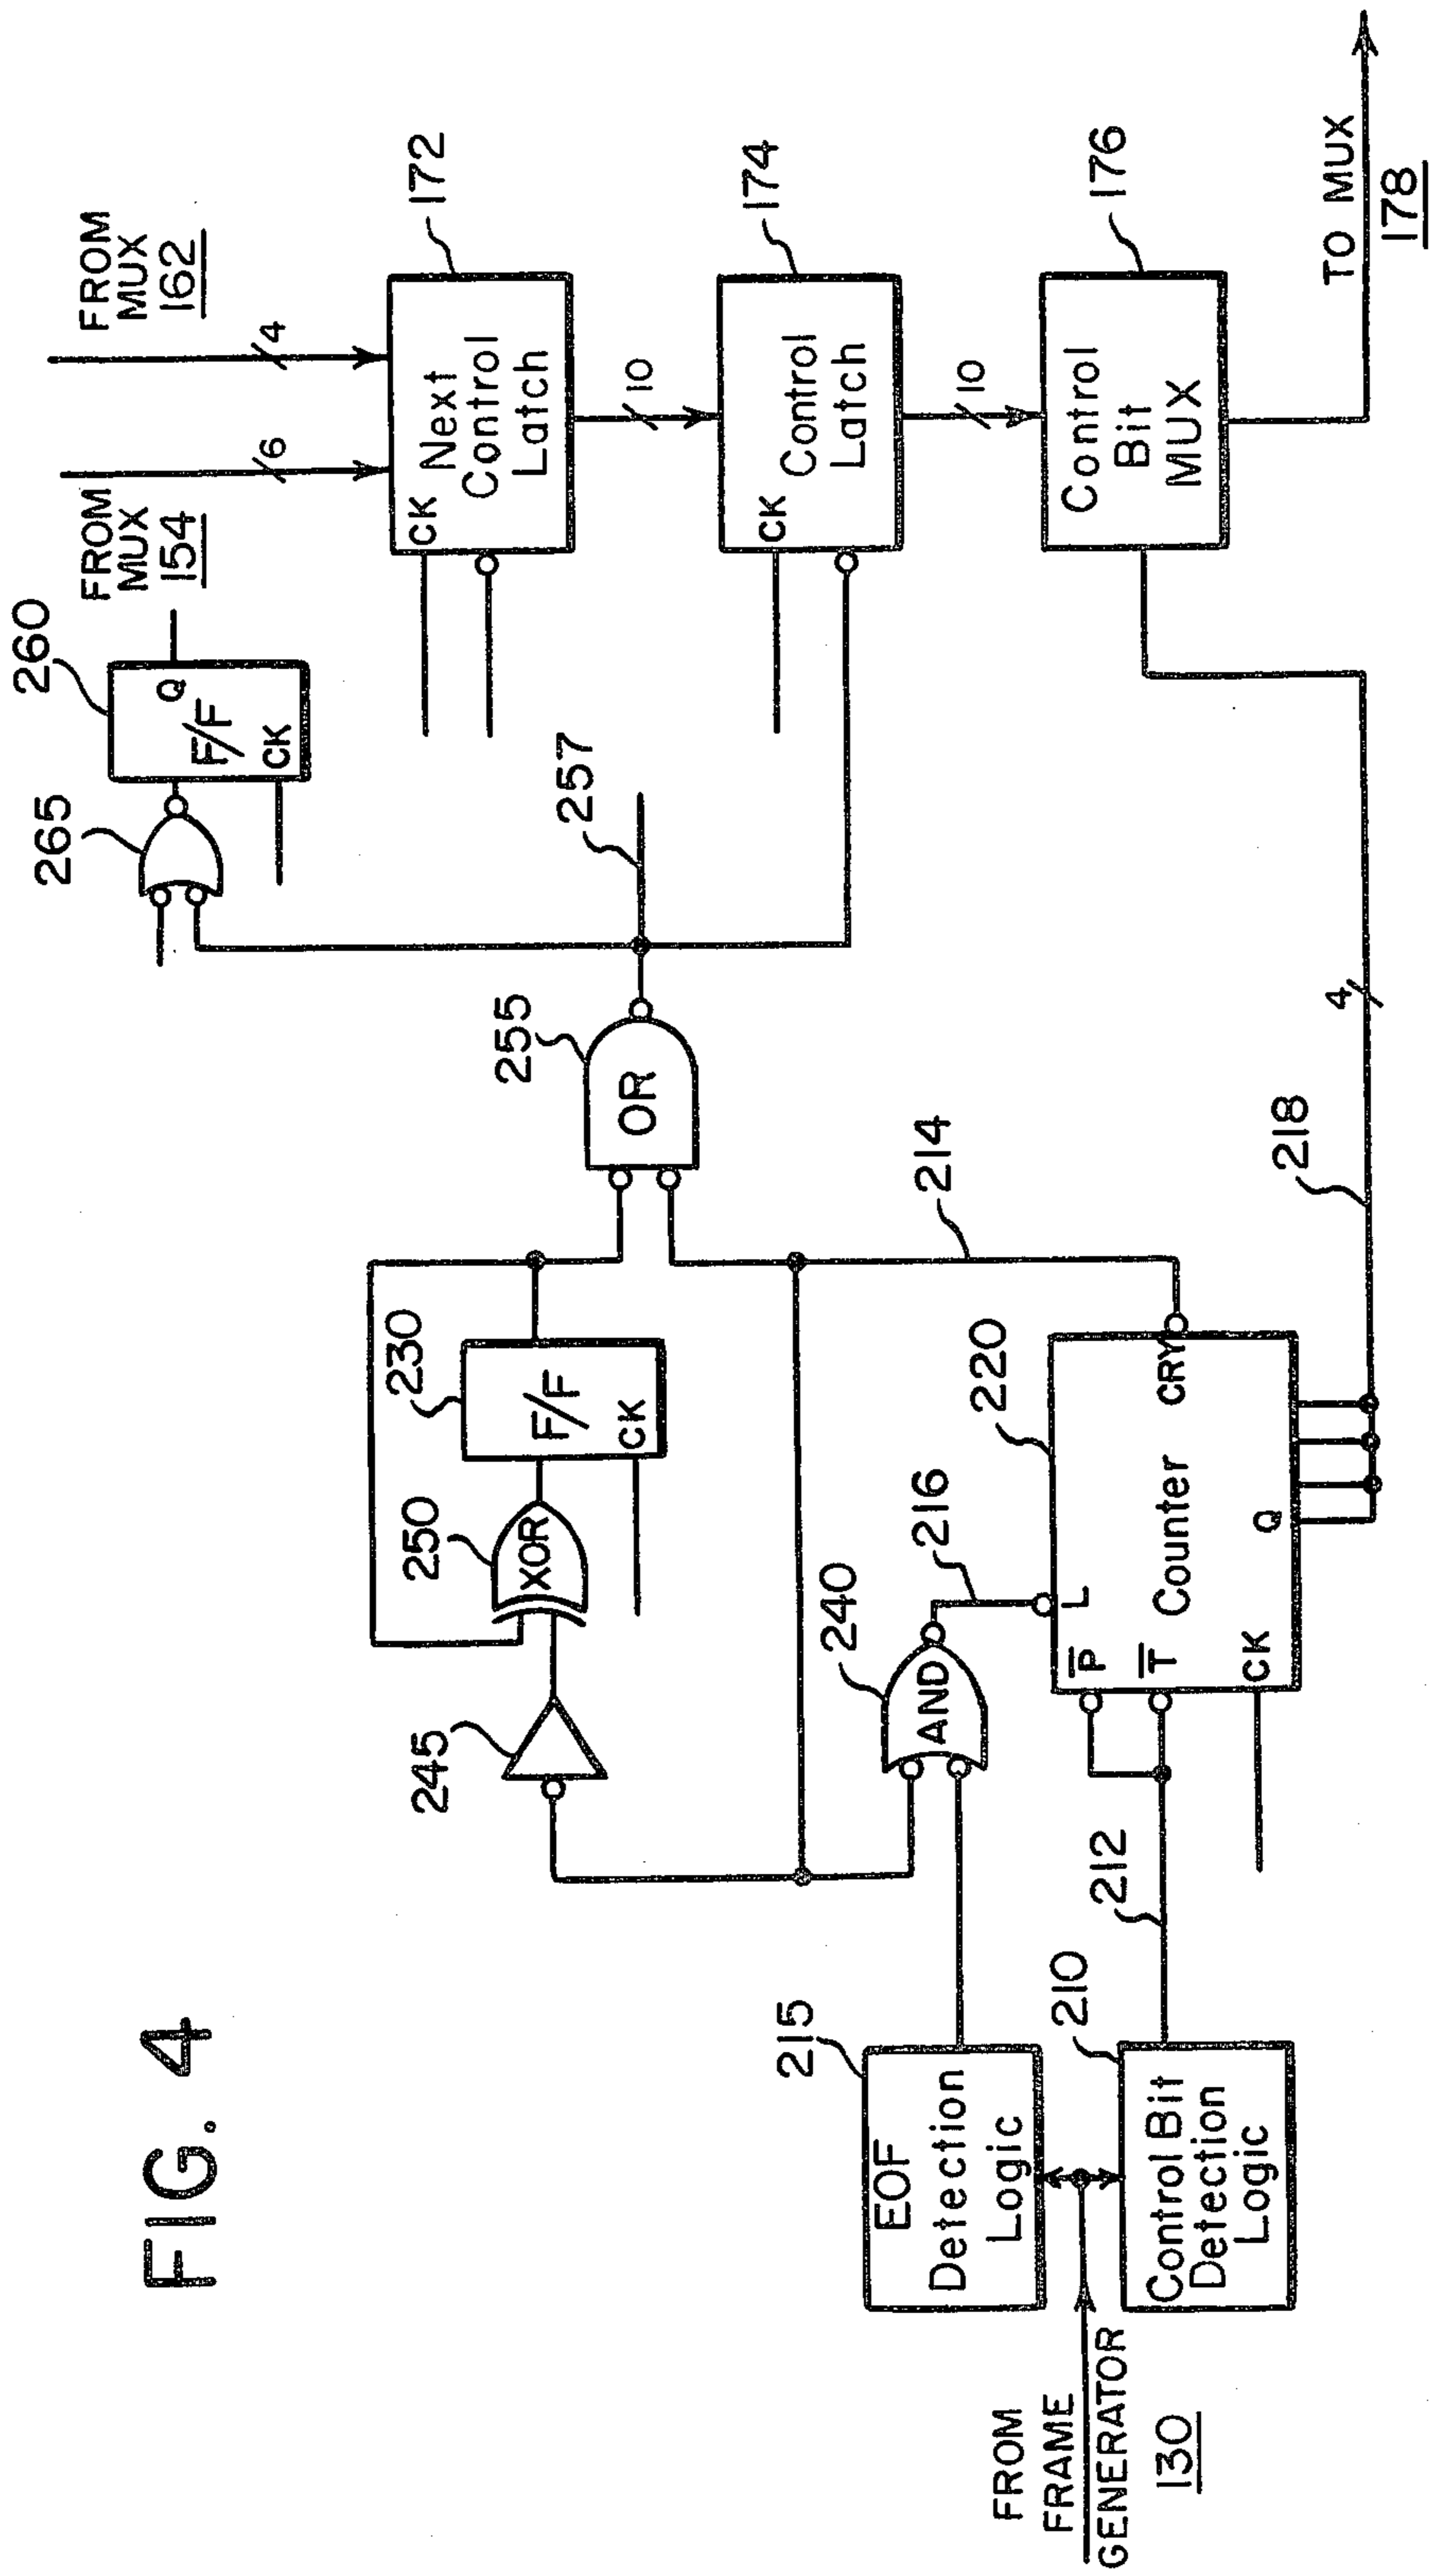 FIG. 4
FROM
FRAME
GENERATOR
130
EOF
Detection
Logic
215
Control Bit
Detection
Logic
210
212
245
XOR
250
F/F
CK
230
AND
240
216
P
T
L
CK
Counter
Q
CRY
220
214
218
4
OR
255
257
265
Q
F/F
CK
260
FROM
MUX
154
6
FROM
MUX
162
4
CK
Next
Control
Latch
172
10
CK
Control
Latch
174
10
Control
Bit
MUX
176
TO MUX
178